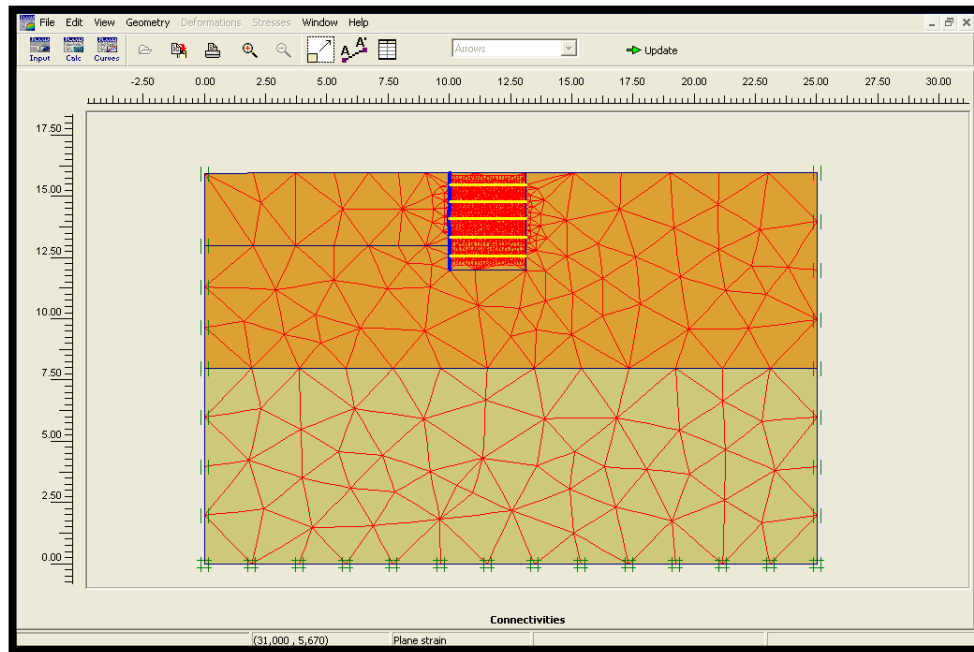 File Edit View Geometry Deformations Stresses Window Help
Input Calc Curves Arrows Update
-2.50 0.00 2.50 5.00 7.50 10.00 12.50 15.00 17.50 20.00 22.50 25.00 27.50 30.00
17.50
15.00
12.50
10.00
7.50
5.00
2.50
0.00
Connectivities
(31,000 , 5,670) Plane strain